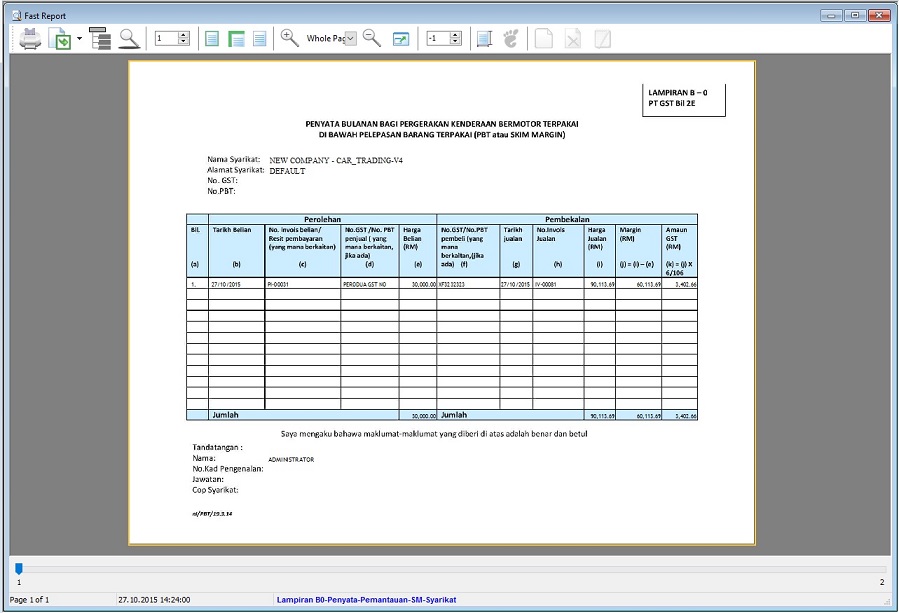 Fast Report
1
Whole Pag
-1
LAMPIRAN B – 0
PT GST Bil 2E
PENYATA BULANAN BAGI PERGERAKAN KENDERAAN BERMOTOR TERPAKAI
DI BAWAH PELEPASAN BARANG TERPAKAI (PBT atau SKIM MARGIN)
Nama Syarikat: NEW COMPANY - CAR_TRADING-V4
Alamat Syarikat: DEFAULT
No. GST:
No.PBT:
Perolehan Pembekalan
Bil. (a)
Tarikh Belian (b)
No. Invois belian/ Resit pembayaran (yang mana berkaitan) (c)
No.GST /No. PBT penjual ( yang mana berkaitan, jika ada) (d)
Harga Belian (RM) (e)
No.GST/No.PBT pembeli (yang mana berkaitan,(jika ada) (f)
Tarikh jualan (g)
No.Invois Jualan (h)
Harga Jualan (RM) (i)
Margin (RM) (j) = (i) – (e)
Amaun GST (RM) (k) = (j) X 6/106
1. 27/10/2015 PI-00031 PERODUA GST NO 30,000.00 XF3232323 27/10/2015 IV-00081 90,113.69 60,113.69 3,402.66
Jumlah 30,000.00 Jumlah 90,113.69 60,113.69 3,402.66
Saya mengaku bahawa maklumat-maklumat yang diberi di atas adalah benar dan betul
Tandatangan :
Nama: ADMINISTRATOR
No.Kad Pengenalan:
Jawatan:
Cop Syarikat:
nl/PBT/19.3.14
1 2
Page 1 of 1 27.10.2015 14:24:00 Lampiran B0-Penyata-Pemantauan-SM-Syarikat